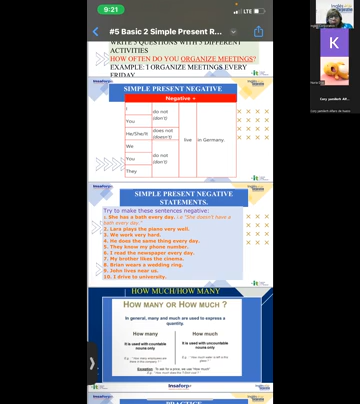 9:21
LTE
#5 Basic 2 Simple Present R...
WRITE 5 QUESTIONS WITH 5 DIFFERENT
ACTIVITIES
HOW OFTEN DO YOU ORGANIZE MEETINGS?
EXAMPLE: I ORGANIZE MEETINGS EVERY
FRIDAY
SIMPLE PRESENT NEGATIVE
Negative -
I
You
do not
(don't)
He/She/It
does not
(doesn't)
We
You
They
do not
(don't)
live
in Germany.
SIMPLE PRESENT NEGATIVE
STATEMENTS.
Try to make these sentences negative:
1. She has a bath every day. i.e "She doesn't have a
bath every day."
2. Lara plays the piano very well.
3. We work very hard.
4. He does the same thing every day.
5. They know my phone number.
6. I read the newspaper every day.
7. My brother likes the cinema.
8. Brian wears a wedding ring.
9. John lives near us.
10. I drive to university.
HOW MUCH/HOW MANY
HOW MANY OR HOW MUCH ?
In general, many and much are used to express a
quantity.
How many
How much
It is used with countable
nouns only
It is used with uncountable
nouns only
Insaforp
PRACTICE
K